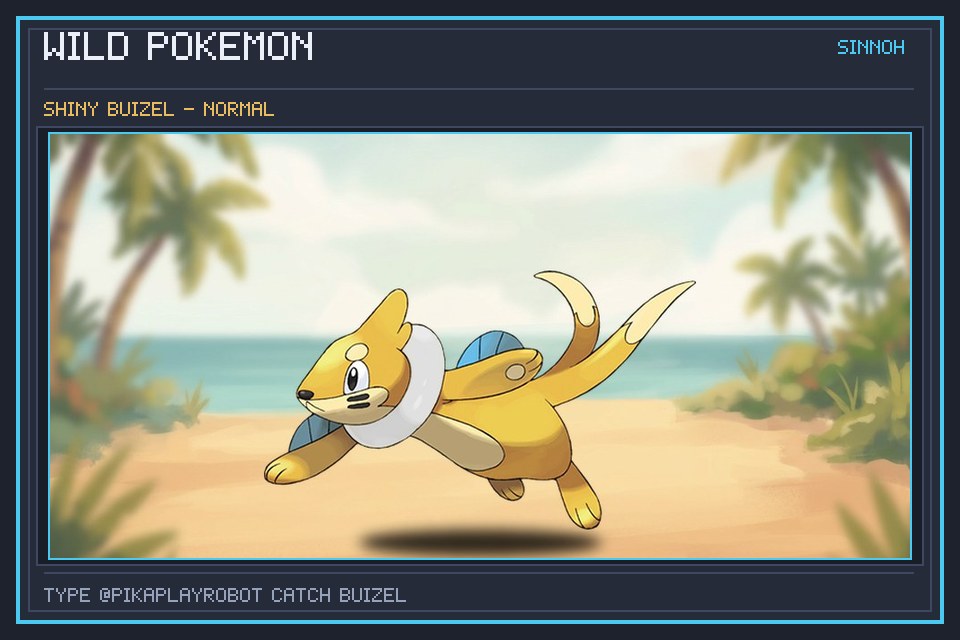 WILD POKEMON
SINNOH
SHINY BUIZEL - NORMAL
TYPE @PIKAPLAYROBOT CATCH BUIZEL